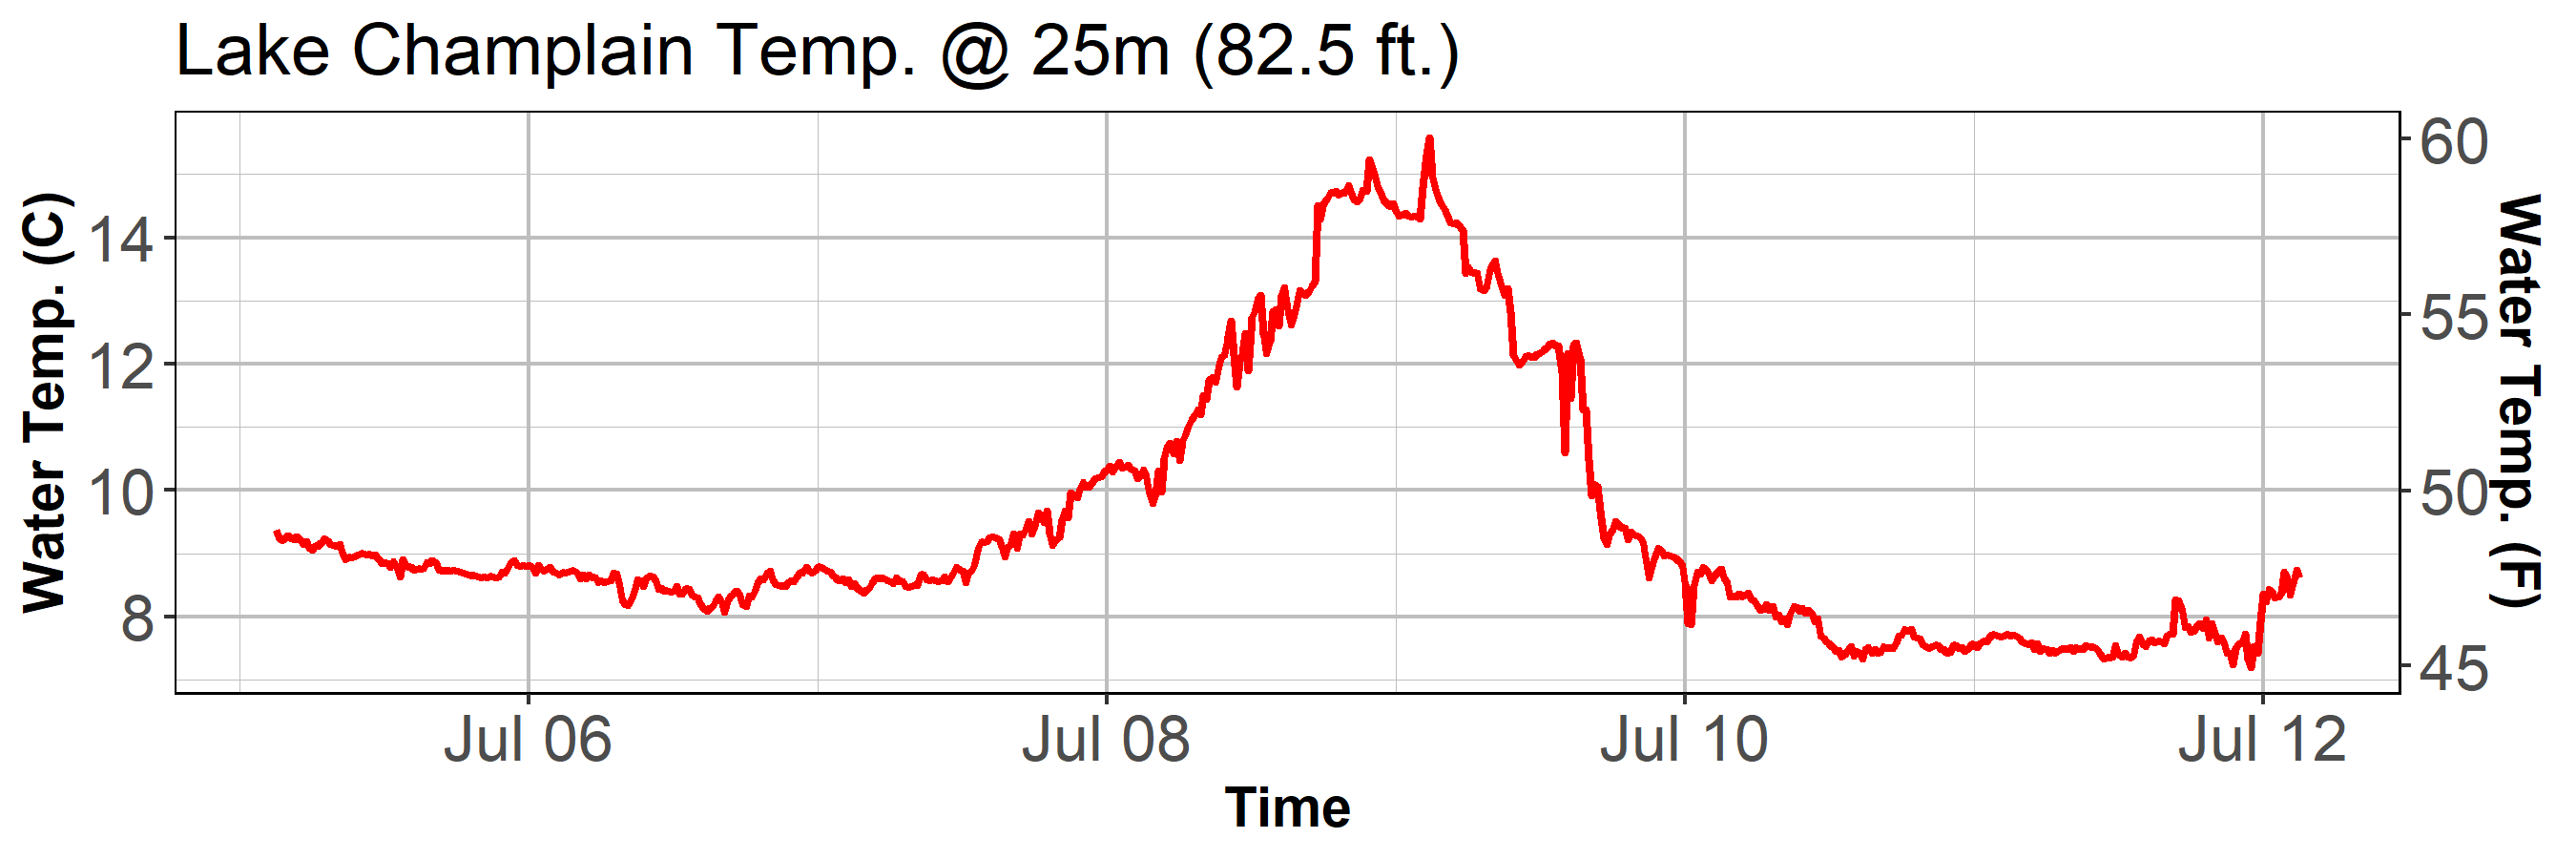 Lake Champlain Temp. @ 25m (82.5 ft.)
Water Temp. (C)
14
12
10
8
60
55
50
45
Water Temp. (F)
Jul 06 Jul 08 Jul 10 Jul 12
Time